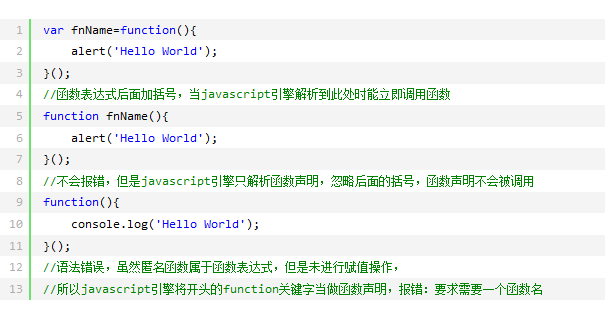 1 var fnName=function(){
2     alert('Hello World');
3 }();
4 //函数表达式后面加括号，当javascript引擎解析到此处时能立即调用函数
5 function fnName(){
6     alert('Hello World');
7 }();
8 //不会报错，但是javascript引擎只解析函数声明，忽略后面的括号，函数声明不会被调用
9 function(){
10     console.log('Hello World');
11 }();
12 //语法错误，虽然匿名函数属于函数表达式，但是未进行赋值操作，
13 //所以javascript引擎将开头的function关键字当做函数声明，报错：要求需要一个函数名